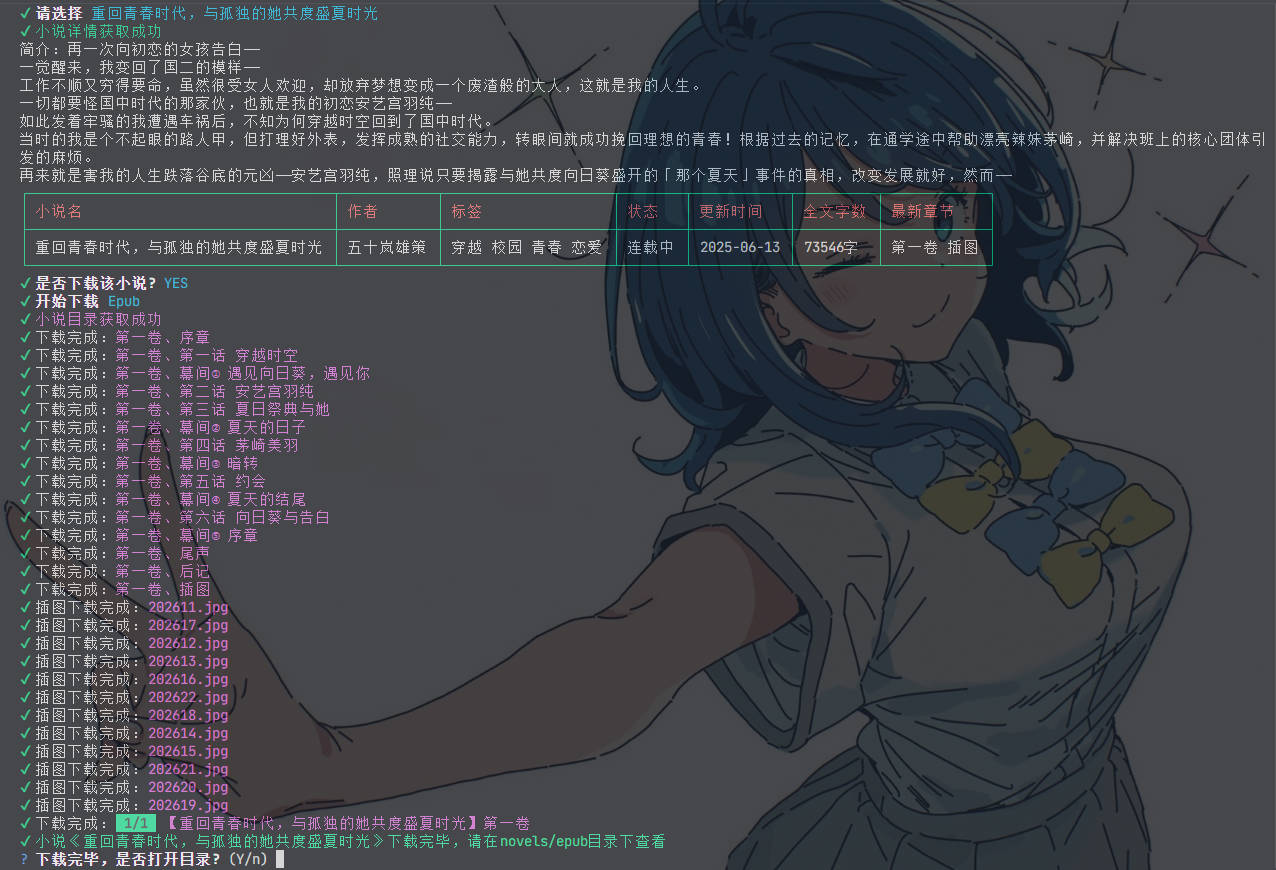 ✓ 请选择 重回青春时代，与孤独的她共度盛夏时光
✓ 小说详情获取成功
简介：再一次向初恋的女孩告白——
一觉醒来，我变回了国二的模样——
工作不顺又穷得要命，虽然很受女人欢迎，却放弃梦想变成一个废渣般的大人，这就是我的人生。
一切都要怪国中时代的那家伙，也就是我的初恋安艺宫羽纯——
如此发着牢骚的我遭遇车祸后，不知为何穿越时空回到了国中时代。
当时的我是个不起眼的路人甲，但打理好外表，发挥成熟的社交能力，转眼间就成功挽回理想的青春！根据过去的记忆，在通学途中帮助漂亮辣妹茅崎，并解决班上的核心团体引
发的麻烦。
再来就是害我的人生跌落谷底的元凶——安艺宫羽纯，照理说只要揭露与她共度向日葵盛开的「那个夏天」事件的真相，改变发展就好，然而——
小说名 作者 标签 状态 更新时间 全文字数 最新章节
重回青春时代，与孤独的她共度盛夏时光 五十岚雄策 穿越 校园 青春 恋爱 连载中 2025-06-13 73546字 第一卷 插图
✓ 是否下载该小说? YES
✓ 开始下载 Epub
✓ 小说目录获取成功
✓ 下载完成：第一卷、序章
✓ 下载完成：第一卷、第一话 穿越时空
✓ 下载完成：第一卷、幕间① 遇见向日葵，遇见你
✓ 下载完成：第一卷、第二话 安艺宫羽纯
✓ 下载完成：第一卷、第三话 夏日祭典与她
✓ 下载完成：第一卷、幕间② 夏天的日子
✓ 下载完成：第一卷、第四话 茅崎美羽
✓ 下载完成：第一卷、幕间③ 暗转
✓ 下载完成：第一卷、第五话 约会
✓ 下载完成：第一卷、幕间④ 夏天的结尾
✓ 下载完成：第一卷、第六话 向日葵与告白
✓ 下载完成：第一卷、幕间⑤ 序章
✓ 下载完成：第一卷、尾声
✓ 下载完成：第一卷、后记
✓ 下载完成：第一卷、插图
✓ 插图下载完成：202611.jpg
✓ 插图下载完成：202617.jpg
✓ 插图下载完成：202612.jpg
✓ 插图下载完成：202613.jpg
✓ 插图下载完成：202616.jpg
✓ 插图下载完成：202622.jpg
✓ 插图下载完成：202618.jpg
✓ 插图下载完成：202614.jpg
✓ 插图下载完成：202615.jpg
✓ 插图下载完成：202621.jpg
✓ 插图下载完成：202620.jpg
✓ 插图下载完成：202619.jpg
✓ 下载完成： 1/1 【重回青春时代，与孤独的她共度盛夏时光】第一卷
✓ 小说《重回青春时代，与孤独的她共度盛夏时光》下载完毕，请在novels/epub目录下查看
? 下载完毕，是否打开目录? (Y/n)